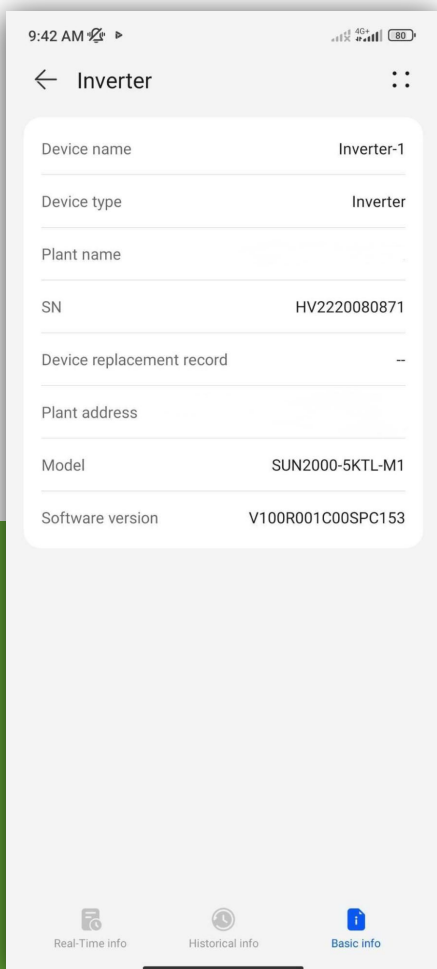 9:42 AM
4G+
80
Inverter
Device name Inverter-1
Device type Inverter
Plant name
SN HV2220080871
Device replacement record --
Plant address
Model SUN2000-5KTL-M1
Software version V100R001C00SPC153
Real-Time info Historical info Basic info